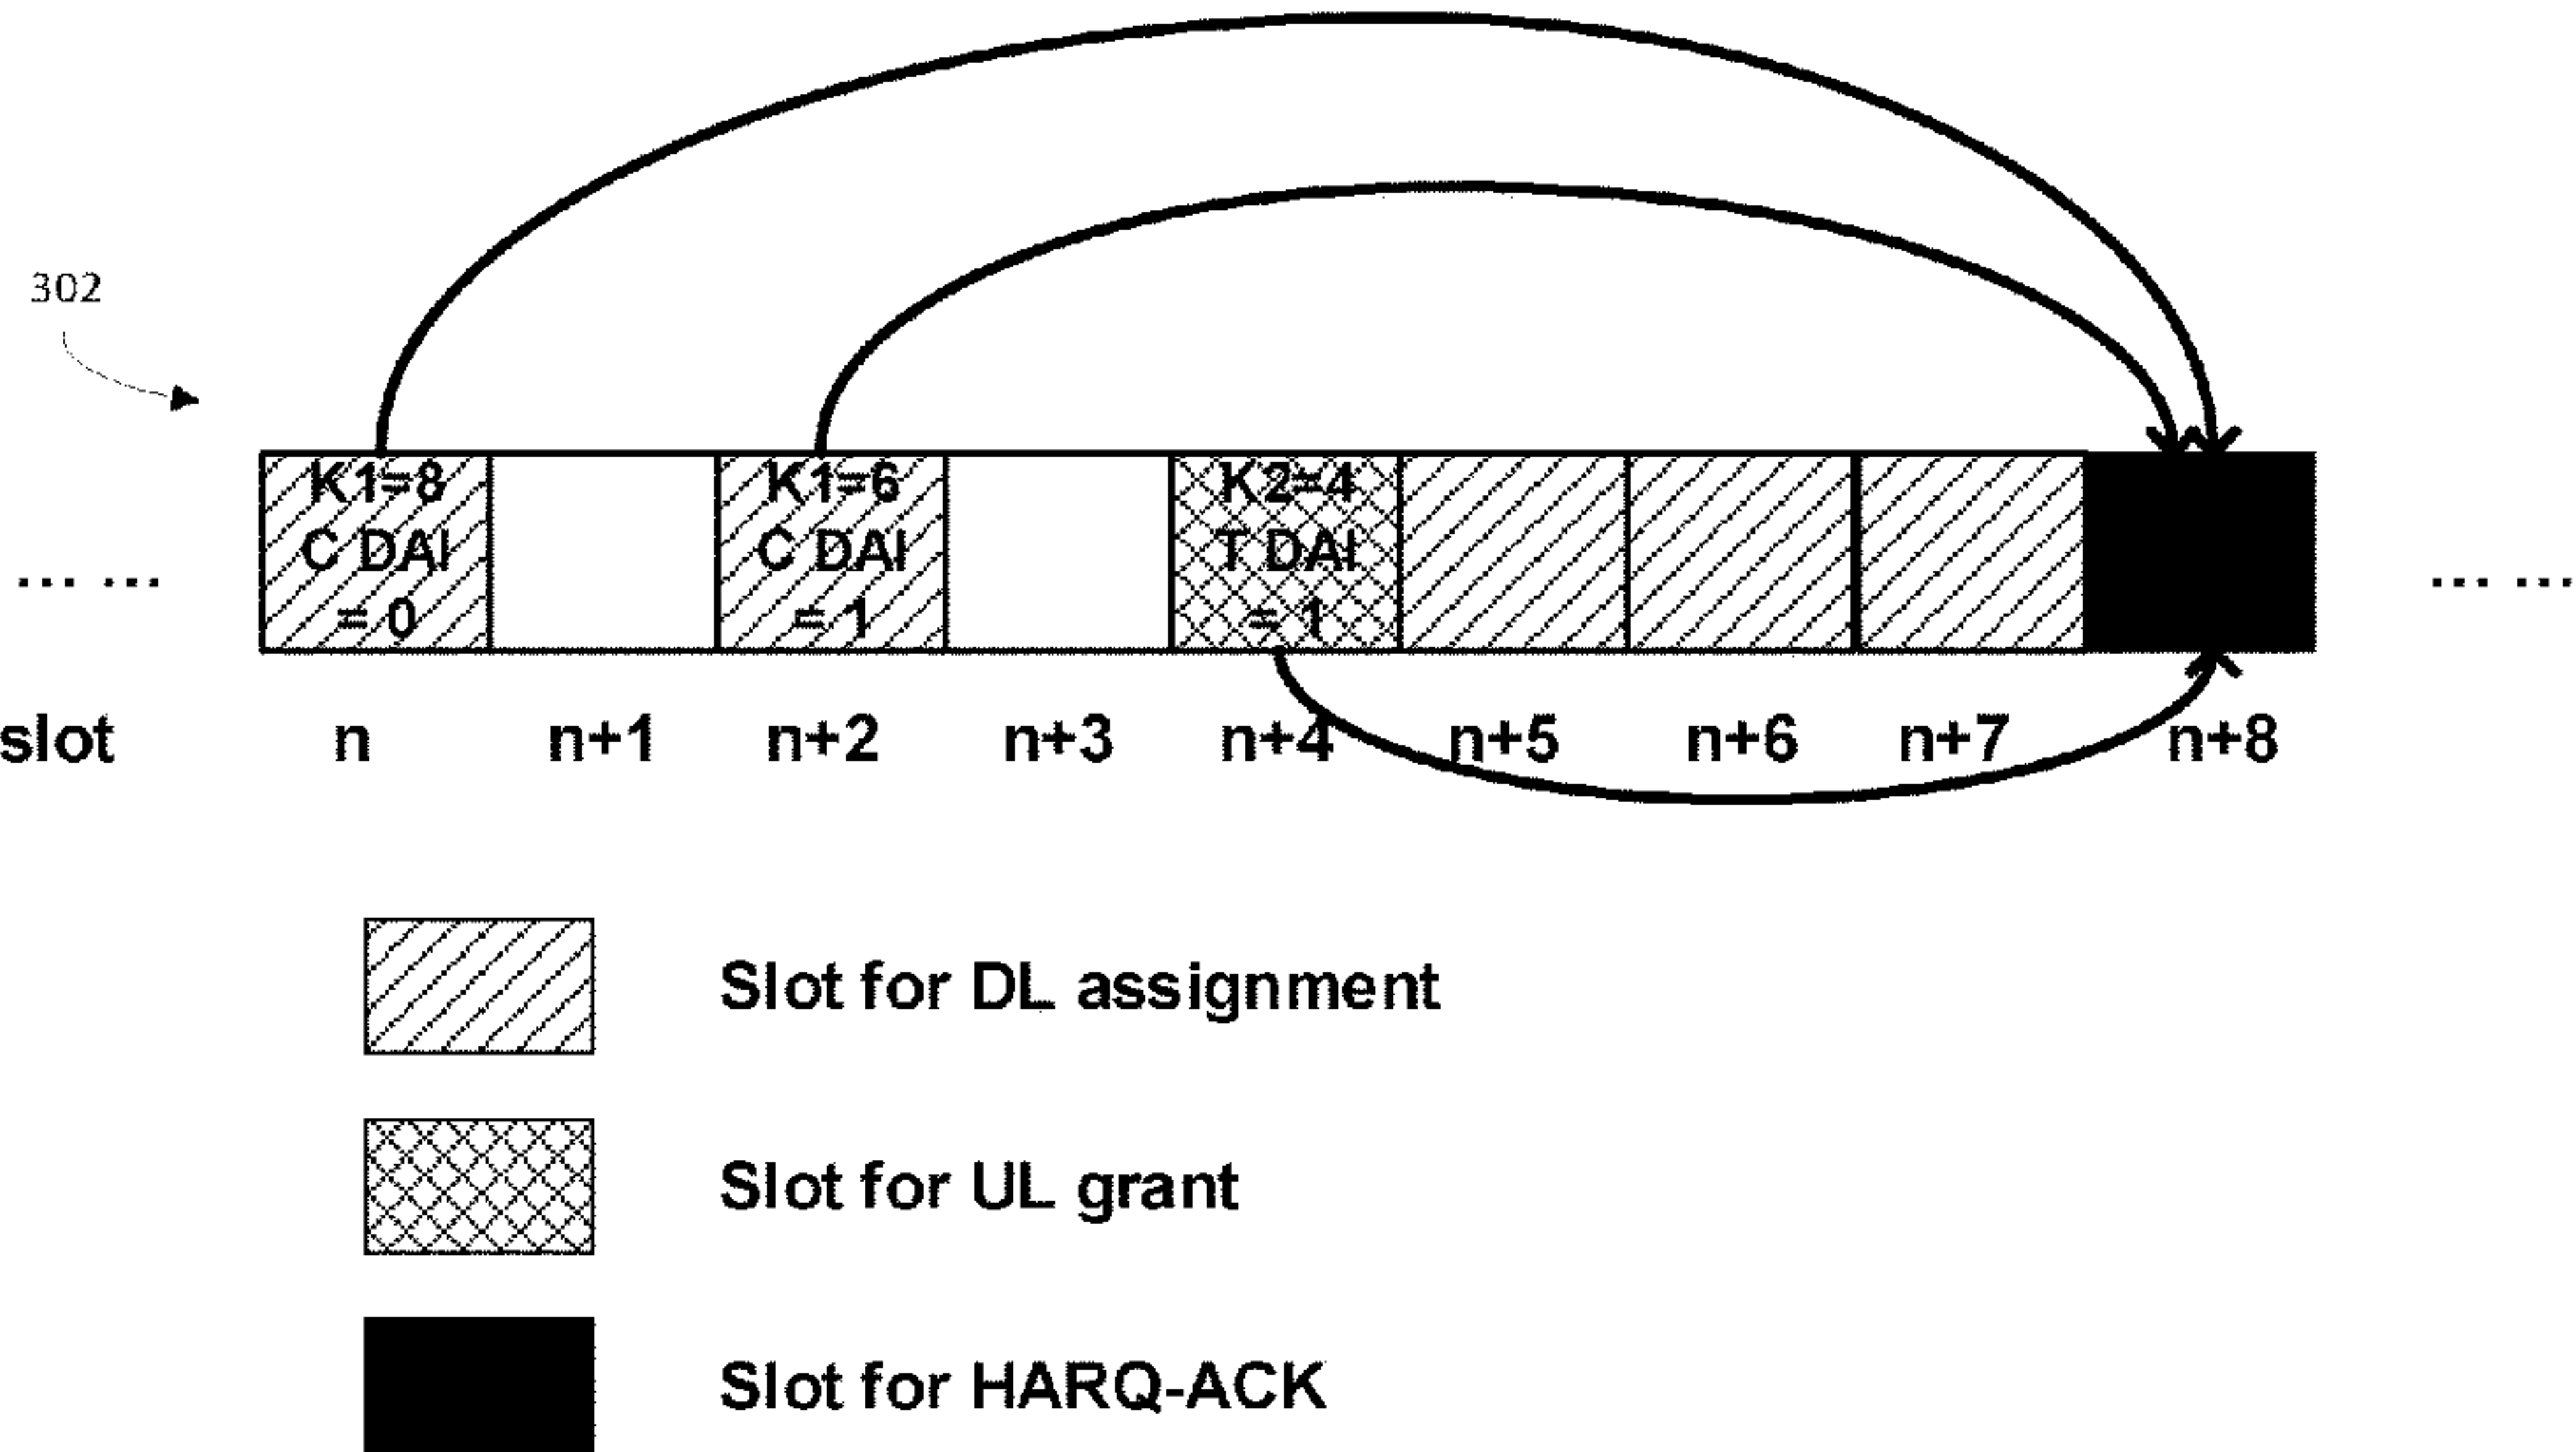 302
K1=8
C DAI
= 0
K1=6
C DAI
= 1
K2=4
T DAI
= 1
... ...
... ...
slot n n+1 n+2 n+3 n+4 n+5 n+6 n+7 n+8
Slot for DL assignment
Slot for UL grant
Slot for HARQ-ACK